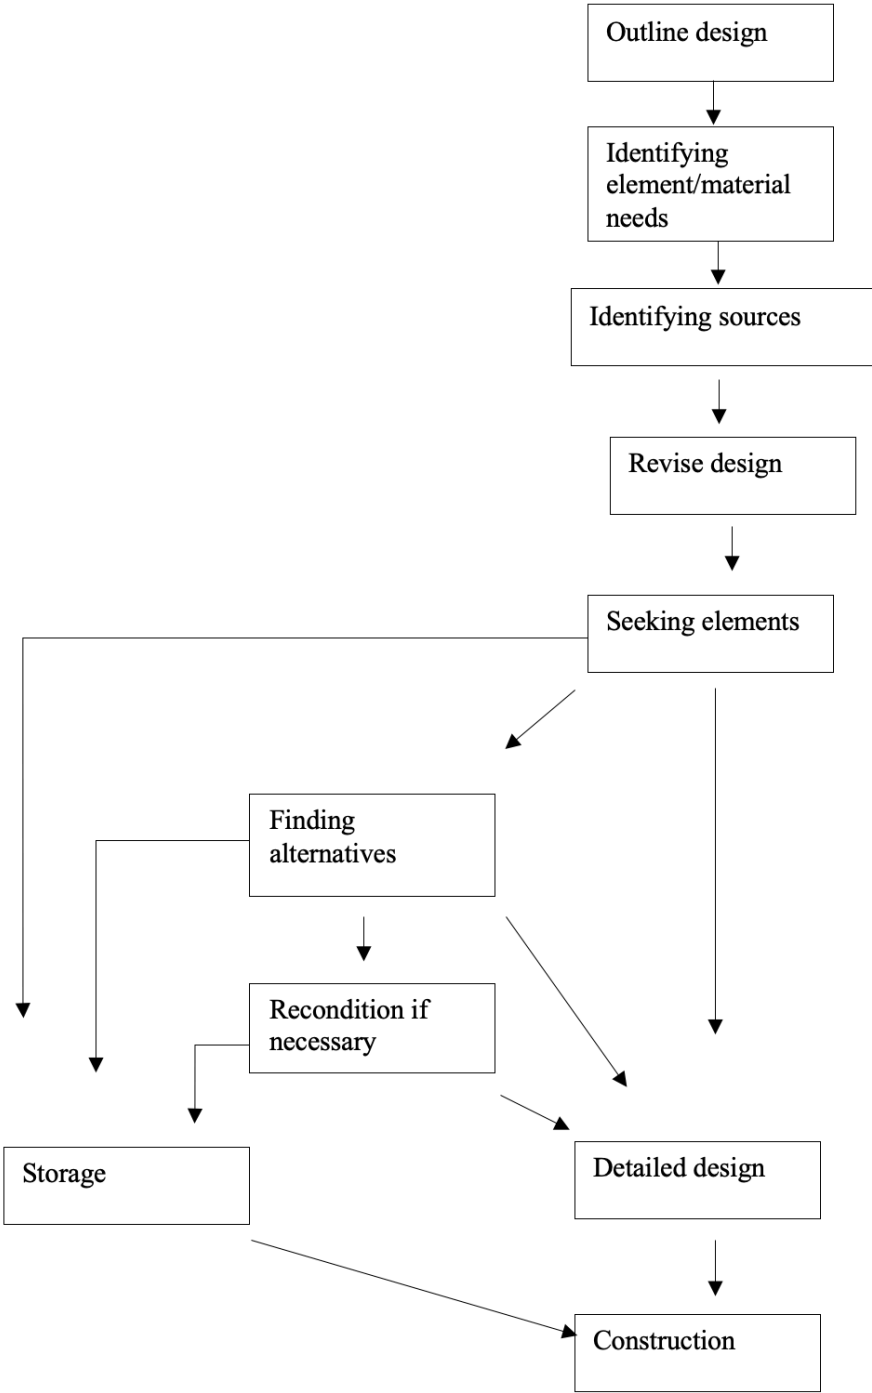 Outline design
Identifying
element/material
needs
Identifying sources
Revise design
Seeking elements
Finding
alternatives
Recondition if
necessary
Storage
Detailed design
Construction